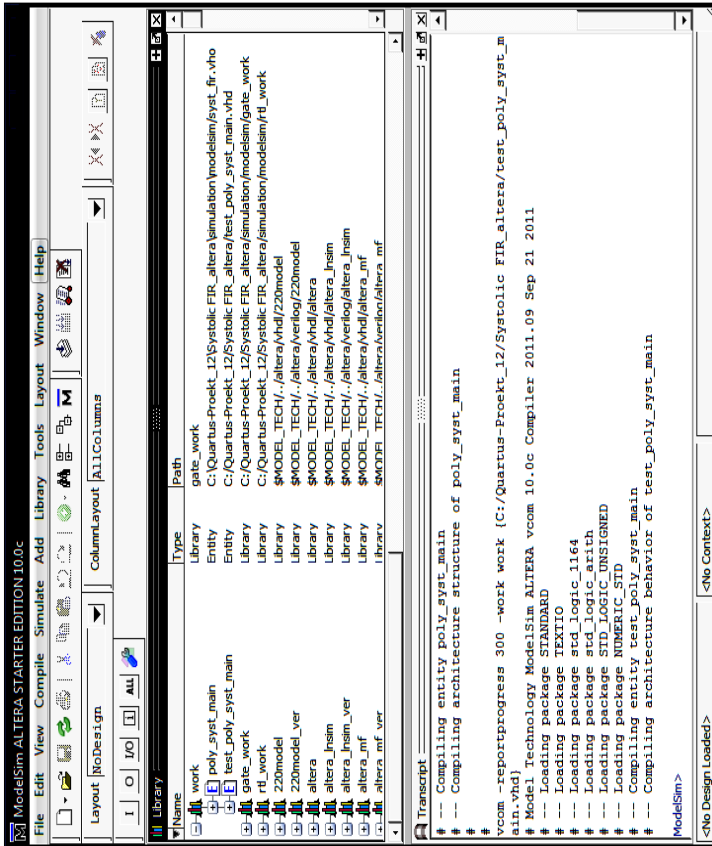 ModelSim ALTERA STARTER EDITION 10.0c
File Edit View Compile Simulate Add Library Tools Layout Window Help
Layout NoDesign ColumnLayout AllColumns
I O I/O i ALL
Library
Name Type Path
work Library gate_work
E poly_syst_main Entity C:\Quartus-Proekt_12\Systolic FIR_altera\simulation\modelsim/syst_fir.vho
E test_poly_syst_main Entity C:/Quartus-Proekt_12/Systolic FIR_altera/test_poly_syst_main.vhd
gate_work Library C:/Quartus-Proekt_12/Systolic FIR_altera/simulation/modelsim/gate_work
rtl_work Library C:/Quartus-Proekt_12/Systolic FIR_altera/simulation/modelsim/rtl_work
220model Library $MODEL_TECH/../altera/vhdl/220model
220model_ver Library $MODEL_TECH/../altera/verilog/220model
altera Library $MODEL_TECH/../altera/vhdl/altera
altera_lnsim Library $MODEL_TECH/../altera/vhdl/altera_lnsim
altera_lnsim_ver Library $MODEL_TECH/../altera/verilog/altera_lnsim
altera_mf Library $MODEL_TECH/../altera/vhdl/altera_mf
altera_mf_ver Library $MODEL_TECH/../altera/verilog/altera_mf
Transcript
# -- Compiling entity poly_syst_main
# -- Compiling architecture structure of poly_syst_main
#
#
vcom -reportprogress 300 -work work {C:/Quartus-Proekt_12/Systolic FIR_altera/test_poly_syst_m
ain.vhd}
# Model Technology ModelSim ALTERA vcom 10.0c Compiler 2011.09 Sep 21 2011
# -- Loading package STANDARD
# -- Loading package TEXTIO
# -- Loading package std_logic_1164
# -- Loading package std_logic_arith
# -- Loading package STD_LOGIC_UNSIGNED
# -- Loading package NUMERIC_STD
# -- Compiling entity test_poly_syst_main
# -- Compiling architecture behavior of test_poly_syst_main
ModelSim>
<No Design Loaded> <No Context>